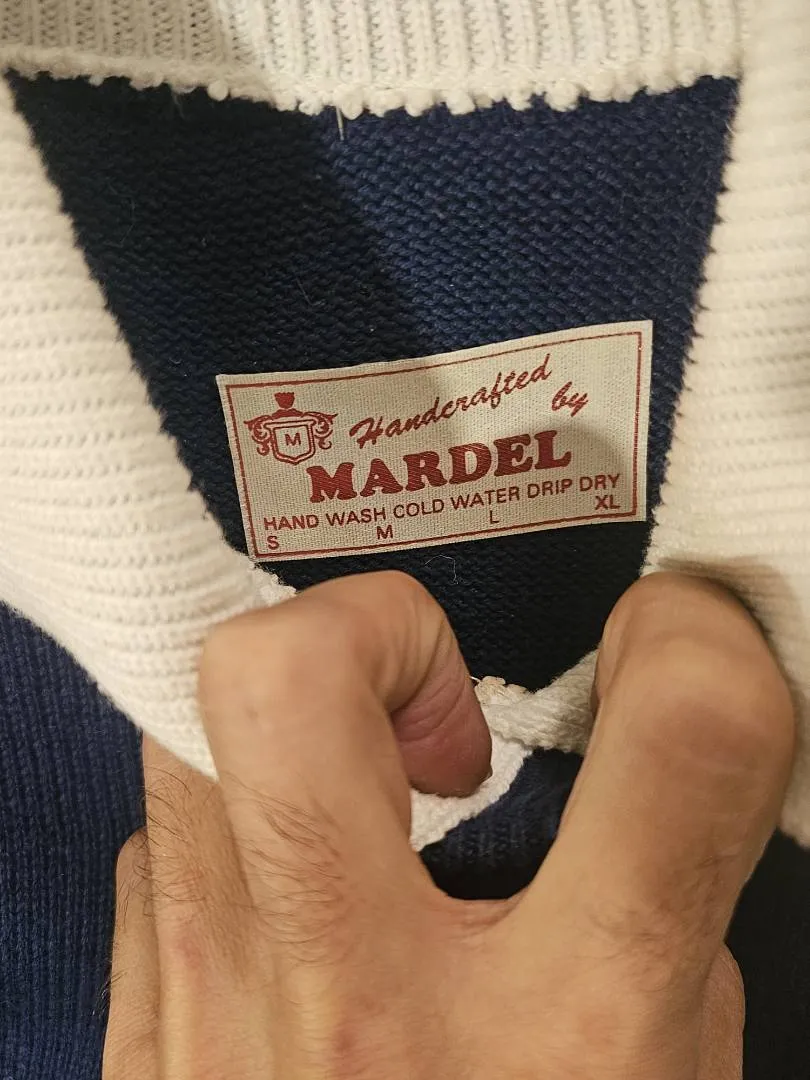 M
Handcrafted
by
MARDEL
HAND WASH COLD WATER DRIP DRY
S M L XL